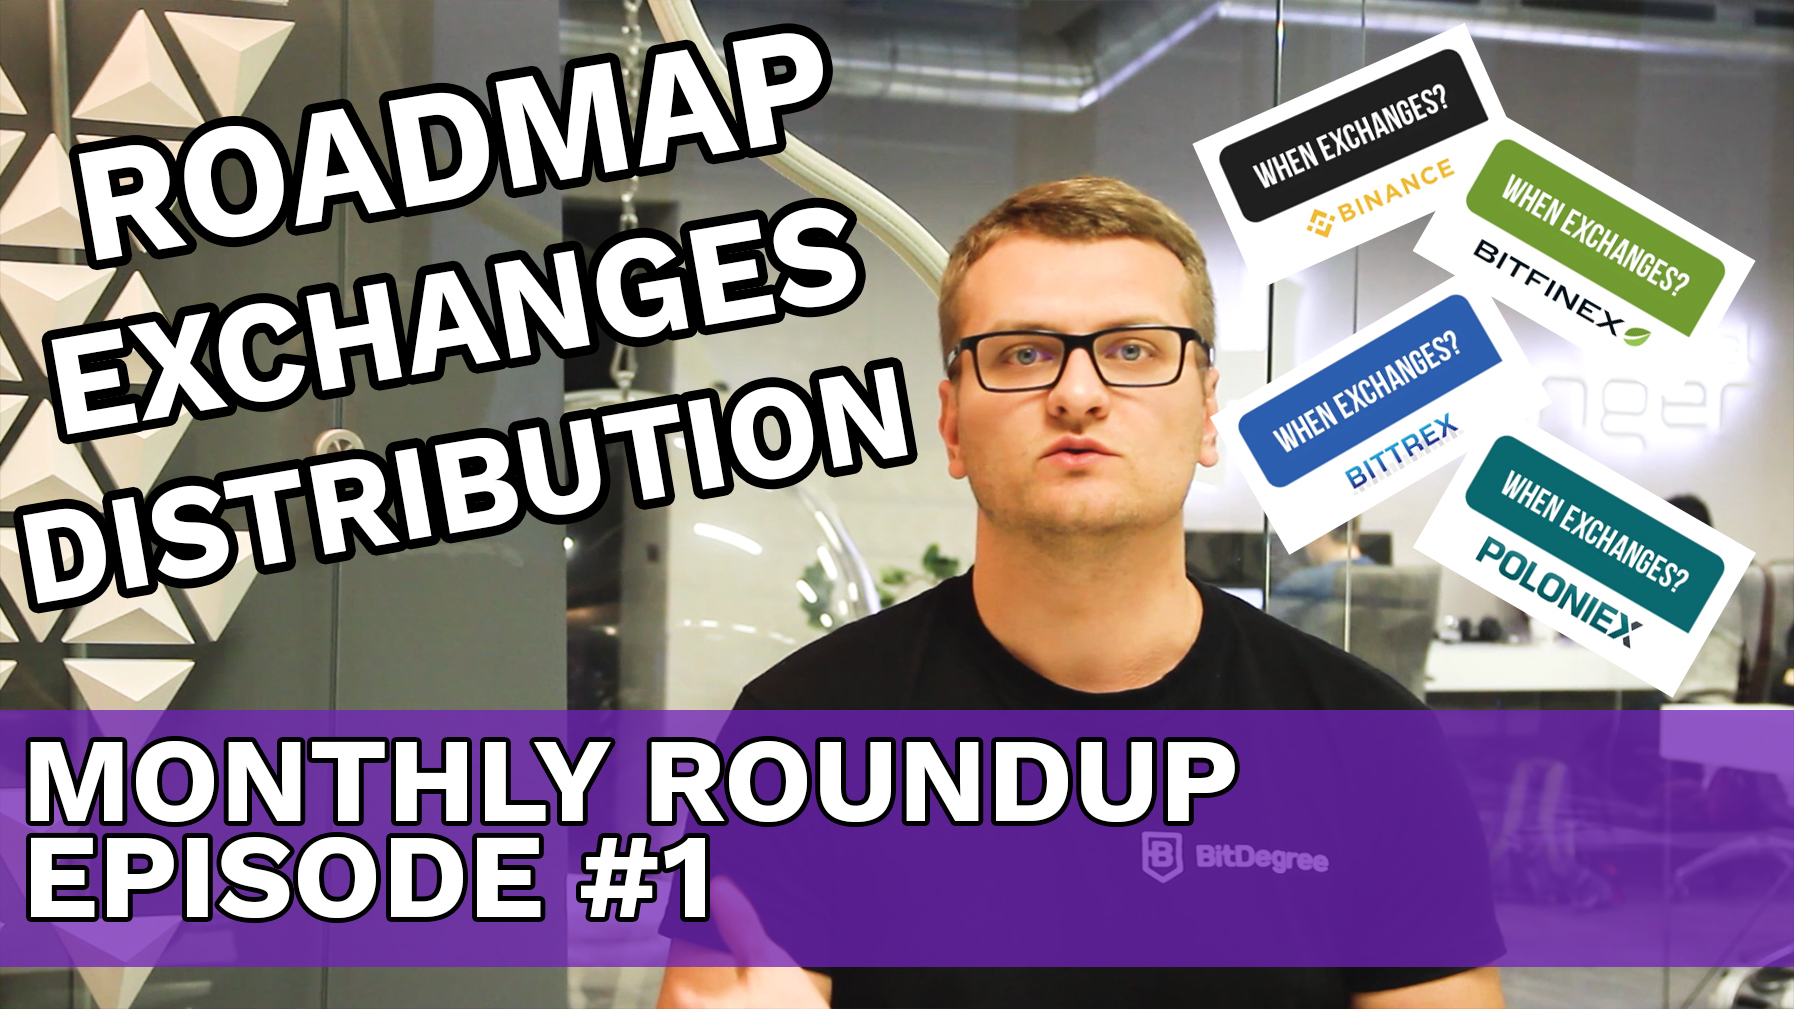 ROADMAP
EXCHANGES
DISTRIBUTION
WHEN EXCHANGES?
BINANCE
WHEN EXCHANGES?
BITFINEX
WHEN EXCHANGES?
BITTREX
WHEN EXCHANGES?
POLONIEX
MONTHLY ROUNDUP
EPISODE #1
B BitDegree